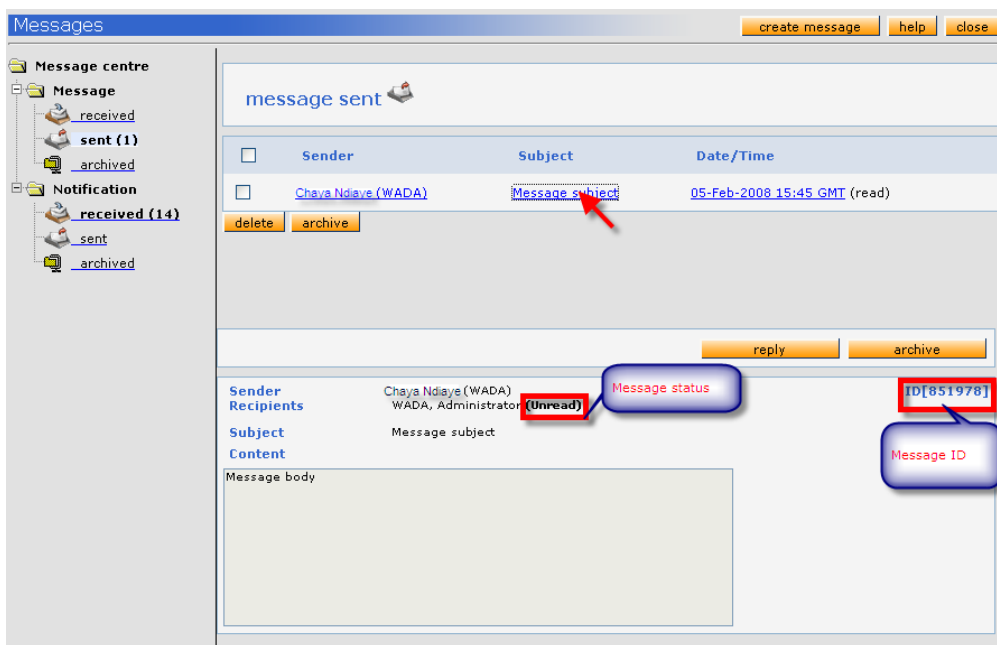 Messages
create message help close
Message centre
Message
received
sent (1)
archived
Notification
received (14)
sent
archived
message sent
Sender Subject Date/Time
Chaya Ndiaye (WADA) Message subject 05-Feb-2008 15:45 GMT (read)
delete archive
reply archive
Sender Chaya Ndiaye (WADA)
Recipients WADA, Administrator (Unread)
Message status
ID[851978]
Message ID
Subject Message subject
Content
Message body